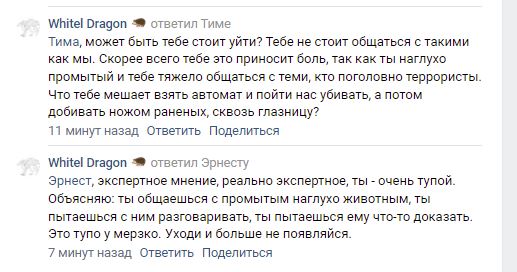 Whitel Dragon ответил Тиме
Тима, может быть тебе стоит уйти? Тебе не стоит общаться с такими
как мы. Скорее всего тебе это приносит боль, так как ты наглухо
промытый и тебе тяжело общаться с теми, кто поголовно террористы.
Что тебе мешает взять автомат и пойти нас убивать, а потом
добивать ножом раненых, сквозь глазницу?
11 минут назад Ответить Поделиться
Whitel Dragon ответил Эрнесту
Эрнест, экспертное мнение, реально экспертное, ты - очень тупой.
Объясняю: ты общаешься с промытым наглухо животным, ты
пытаешься с ним разговаривать, ты пытаешься ему что-то доказать.
Это тупо у мерзко. Уходи и больше не появляйся.
7 минут назад Ответить Поделиться